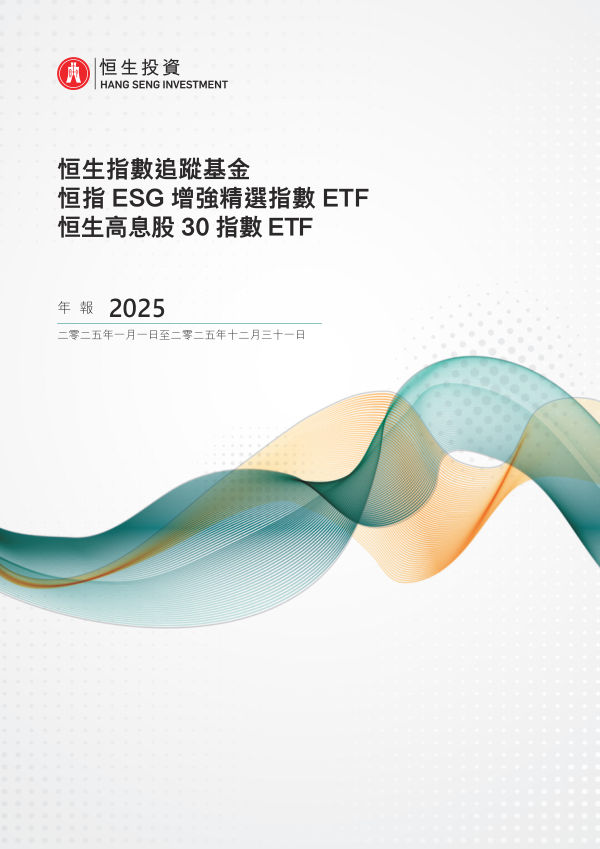 恒生投資
HANG SENG INVESTMENT
恒生指數追蹤基金
恒指 ESG 增強精選指數 ETF
恒生高息股 30 指數 ETF
年 報 2025
二零二五年一月一日至二零二五年十二月三十一日